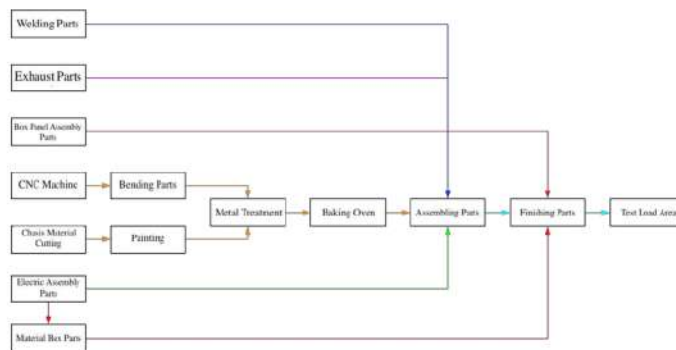 Welding Parts
Exhaust Parts
Box Panel Assembly
Parts
CNC Machine
Bending Parts
Metal Treatment
Baking Oven
Assembling Parts
Finishing Parts
Test Load Area
Chasis Material
Cutting
Painting
Electric Assembly
Parts
Material Box Parts